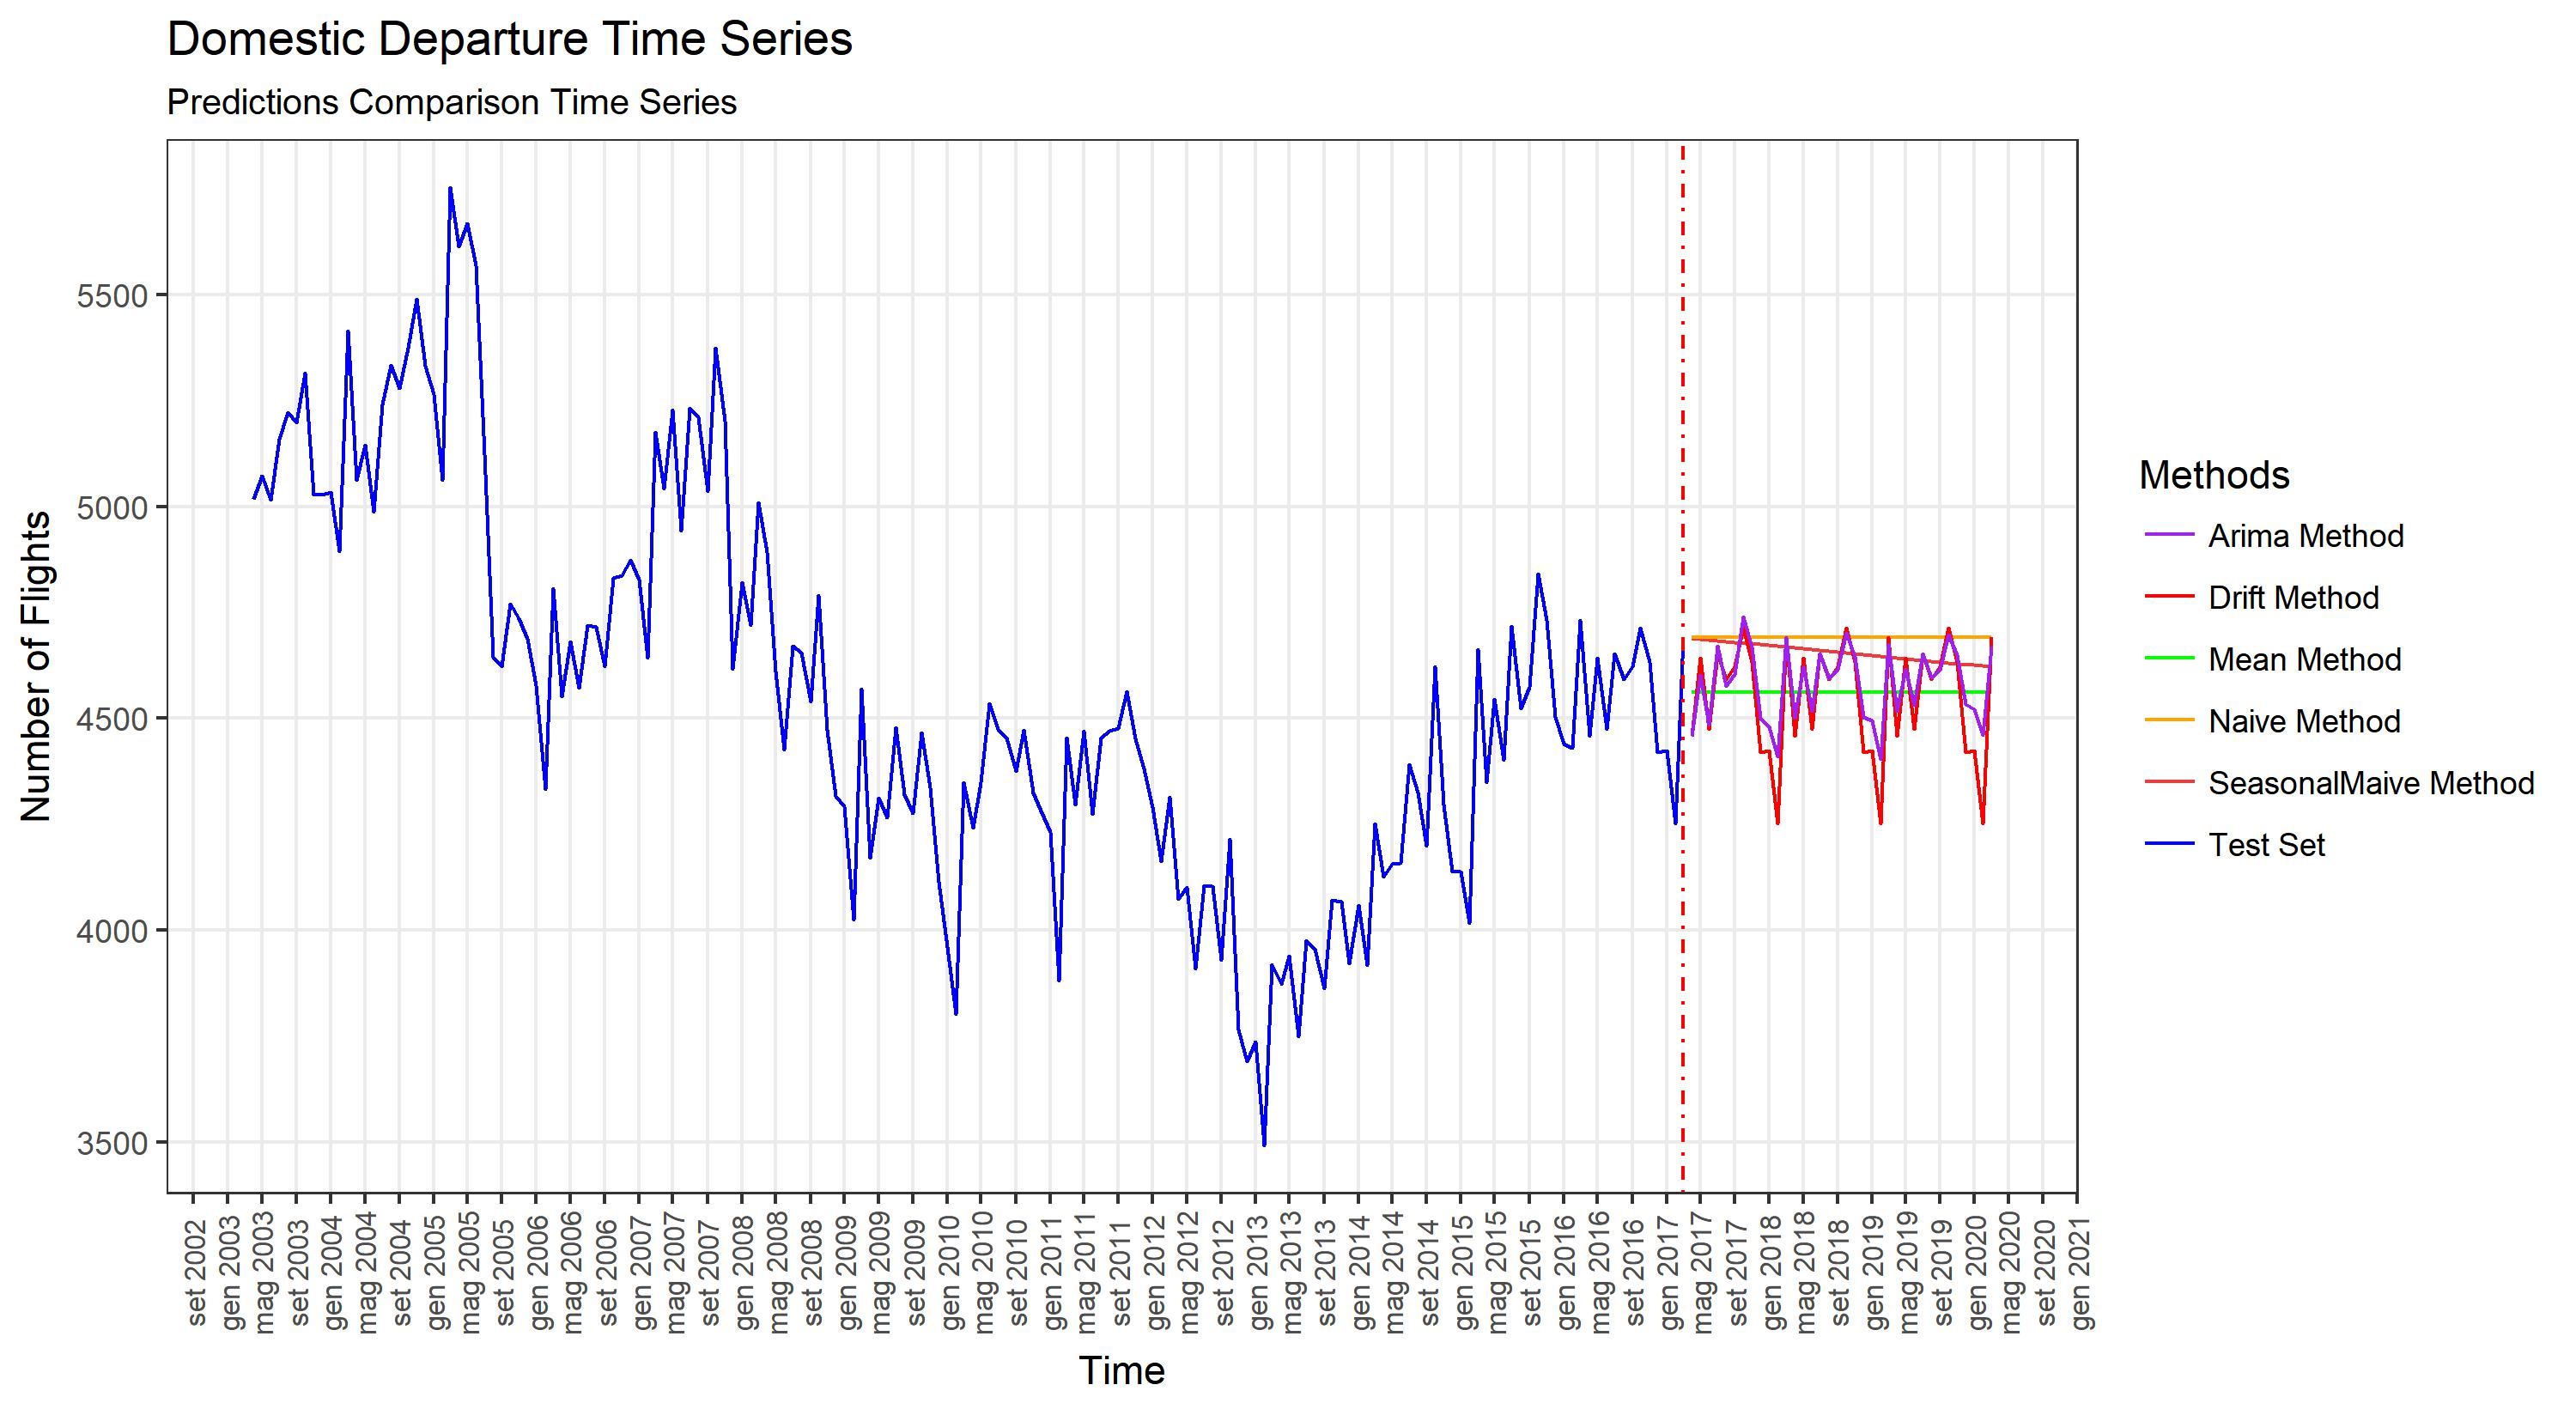 Domestic Departure Time Series
Predictions Comparison Time Series
Number of Flights
5500
5000
4500
4000
3500
set 2002
gen 2003
mag 2003
set 2003
gen 2004
mag 2004
set 2004
gen 2005
mag 2005
set 2005
gen 2006
mag 2006
set 2006
gen 2007
mag 2007
set 2007
gen 2008
mag 2008
set 2008
gen 2009
mag 2009
set 2009
gen 2010
mag 2010
set 2010
gen 2011
mag 2011
set 2011
gen 2012
mag 2012
set 2012
gen 2013
mag 2013
set 2013
gen 2014
mag 2014
set 2014
gen 2015
mag 2015
set 2015
gen 2016
mag 2016
set 2016
gen 2017
mag 2017
set 2017
gen 2018
mag 2018
set 2018
gen 2019
mag 2019
set 2019
gen 2020
mag 2020
set 2020
gen 2021
Time
Methods
Arima Method
Drift Method
Mean Method
Naive Method
SeasonalMaive Method
Test Set